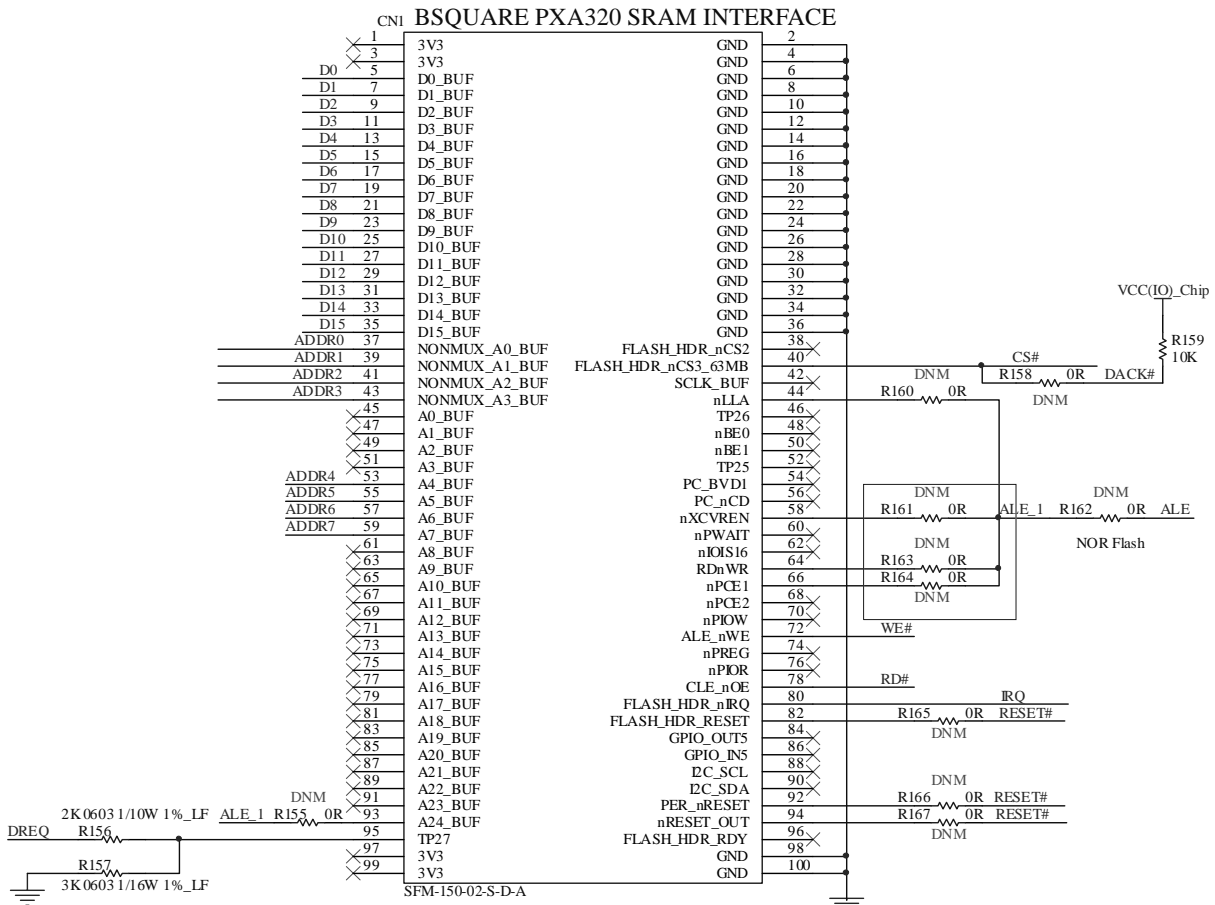 BSQUARE PXA320 SRAM INTERFACE
CN1
1 3V3 GND 2
3 3V3 GND 4
D0 5 D0_BUF GND 6
D1 7 D1_BUF GND 8
D2 9 D2_BUF GND 10
D3 11 D3_BUF GND 12
D4 13 D4_BUF GND 14
D5 15 D5_BUF GND 16
D6 17 D6_BUF GND 18
D7 19 D7_BUF GND 20
D8 21 D8_BUF GND 22
D9 23 D9_BUF GND 24
D10 25 D10_BUF GND 26
D11 27 D11_BUF GND 28
D12 29 D12_BUF GND 30
D13 31 D13_BUF GND 32
D14 33 D14_BUF GND 34
D15 35 D15_BUF GND 36
VCC(IO)_Chip
R159
10K
ADDR0 37 NONMUX_A0_BUF FLASH_HDR_nCS2 38
ADDR1 39 NONMUX_A1_BUF FLASH_HDR_nCS3_63MB 40 CS#
ADDR2 41 NONMUX_A2_BUF SCLK_BUF 42 R158 0R DACK#
DNM
DNM
ADDR3 43 NONMUX_A3_BUF nLLA 44 R160 0R
45 A0_BUF TP26 46
47 A1_BUF nBE0 48
49 A2_BUF nBE1 50
51 A3_BUF TP25 52
ADDR4 53 A4_BUF PC_BVD1 54
ADDR5 55 A5_BUF PC_nCD 56
DNM DNM
ADDR6 57 A6_BUF nXCVREN 58 R161 0R ALE_1 R162 0R ALE
ADDR7 59 A7_BUF nPWAIT 60
NOR Flash
61 A8_BUF nIOIS16 62
DNM
63 A9_BUF RDnWR 64 R163 0R
65 A10_BUF nPCE1 66 R164 0R
DNM
67 A11_BUF nPCE2 68
69 A12_BUF nPIOW 70
71 A13_BUF ALE_nWE 72 WE#
73 A14_BUF nPREG 74
75 A15_BUF nPIOR 76
77 A16_BUF CLE_nOE 78 RD#
79 A17_BUF FLASH_HDR_nIRQ 80 IRQ
81 A18_BUF FLASH_HDR_RESET 82 R165 0R RESET#
DNM
83 A19_BUF GPIO_OUT5 84
85 A20_BUF GPIO_IN5 86
87 A21_BUF I2C_SCL 88
89 A22_BUF I2C_SDA 90
DNM
91 A23_BUF PER_nRESET 92 R166 0R RESET#
DNM
2K 0603 1/10W 1%_LF
ALE_1 R155 0R 93 A24_BUF nRESET_OUT 94 R167 0R RESET#
DNM
DREQ R156 95 TP27 FLASH_HDR_RDY 96
97 3V3 GND 98
R157
99 3V3 GND 100
3K 0603 1/16W 1%_LF
SFM-150-02-S-D-A